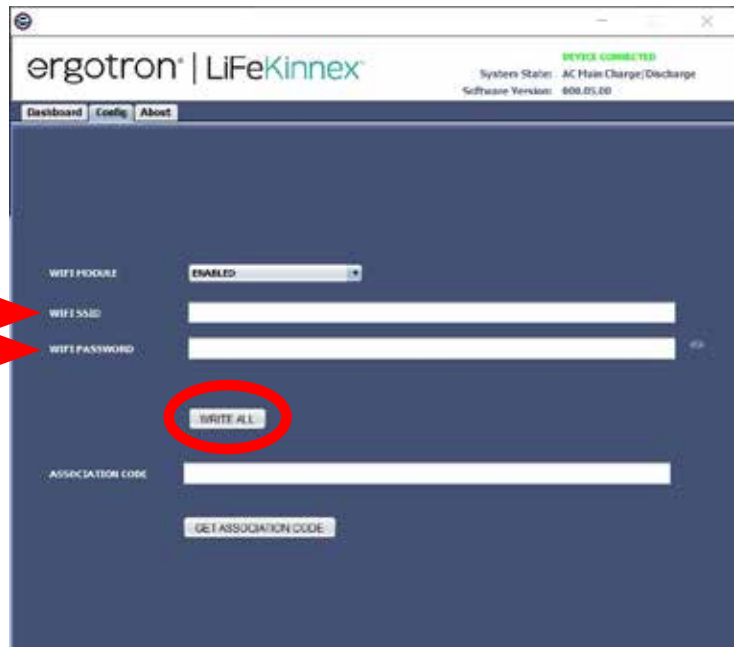 ergotron | LiFeKinnex
DEVICE CONNECTED
System State: AC Main Charge/Discharge
Software Version: 000.05.00
Dashboard Config About
WIFI MODULE ENABLED
WIFI SSID
WIFI PASSWORD
WRITE ALL
ASSOCIATION CODE
GET ASSOCIATION CODE